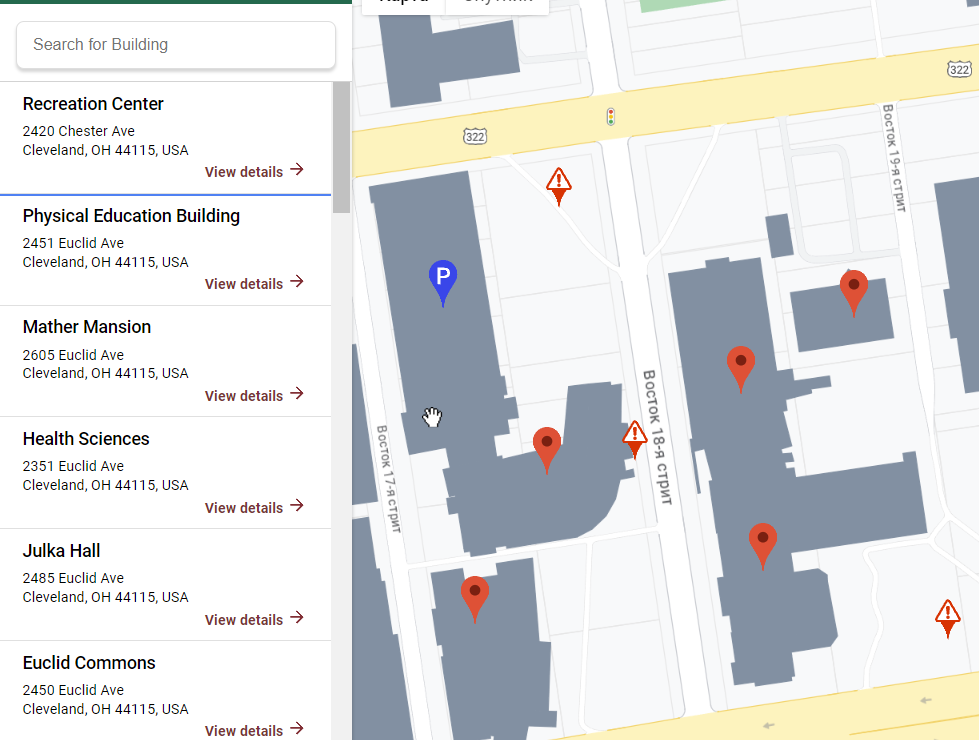 Search for Building
Recreation Center
2420 Chester Ave
Cleveland, OH 44115, USA
View details
Physical Education Building
2451 Euclid Ave
Cleveland, OH 44115, USA
View details
Mather Mansion
2605 Euclid Ave
Cleveland, OH 44115, USA
View details
Health Sciences
2351 Euclid Ave
Cleveland, OH 44115, USA
View details
Julka Hall
2485 Euclid Ave
Cleveland, OH 44115, USA
View details
Euclid Commons
2450 Euclid Ave
Cleveland, OH 44115, USA
View details
322
322
P
Восток 19-я стрит
Восток 18-я стрит
Восток 17-я стрит